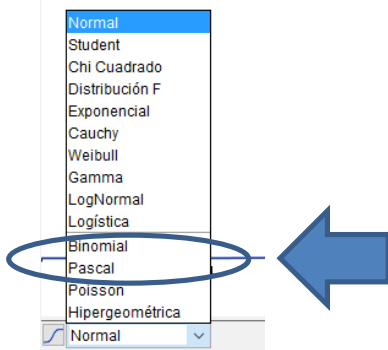 Normal
Student
Chi Cuadrado
Distribución F
Exponencial
Cauchy
Weibull
Gamma
LogNormal
Logística
Binomial
Pascal
Poisson
Hipergeométrica
Normal